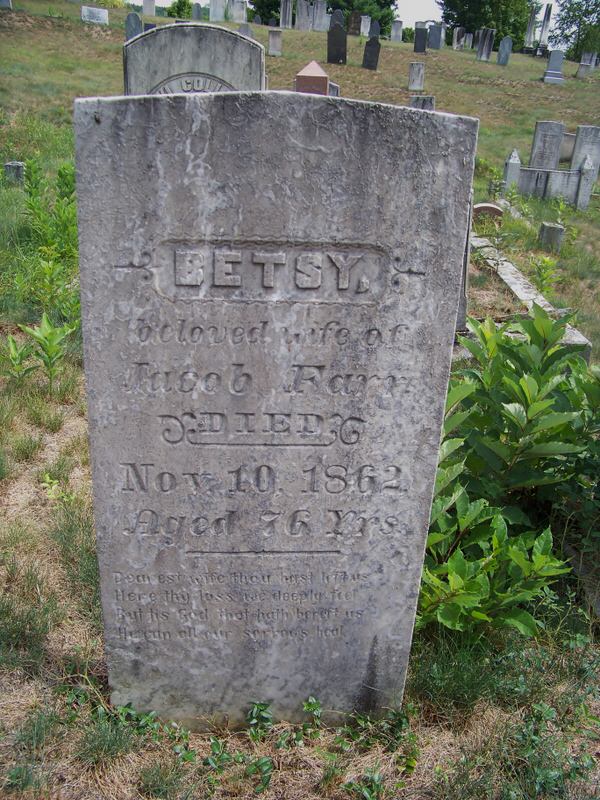 COLL
BETSY,
beloved wife of
Jacob Farr
DIED
Nov. 10, 1862
Aged 76 Yrs.
Dearest wife thou hast left us
Here thy loss we deeply feel
But tis God that hath bereft us
He can all our sorrows heal